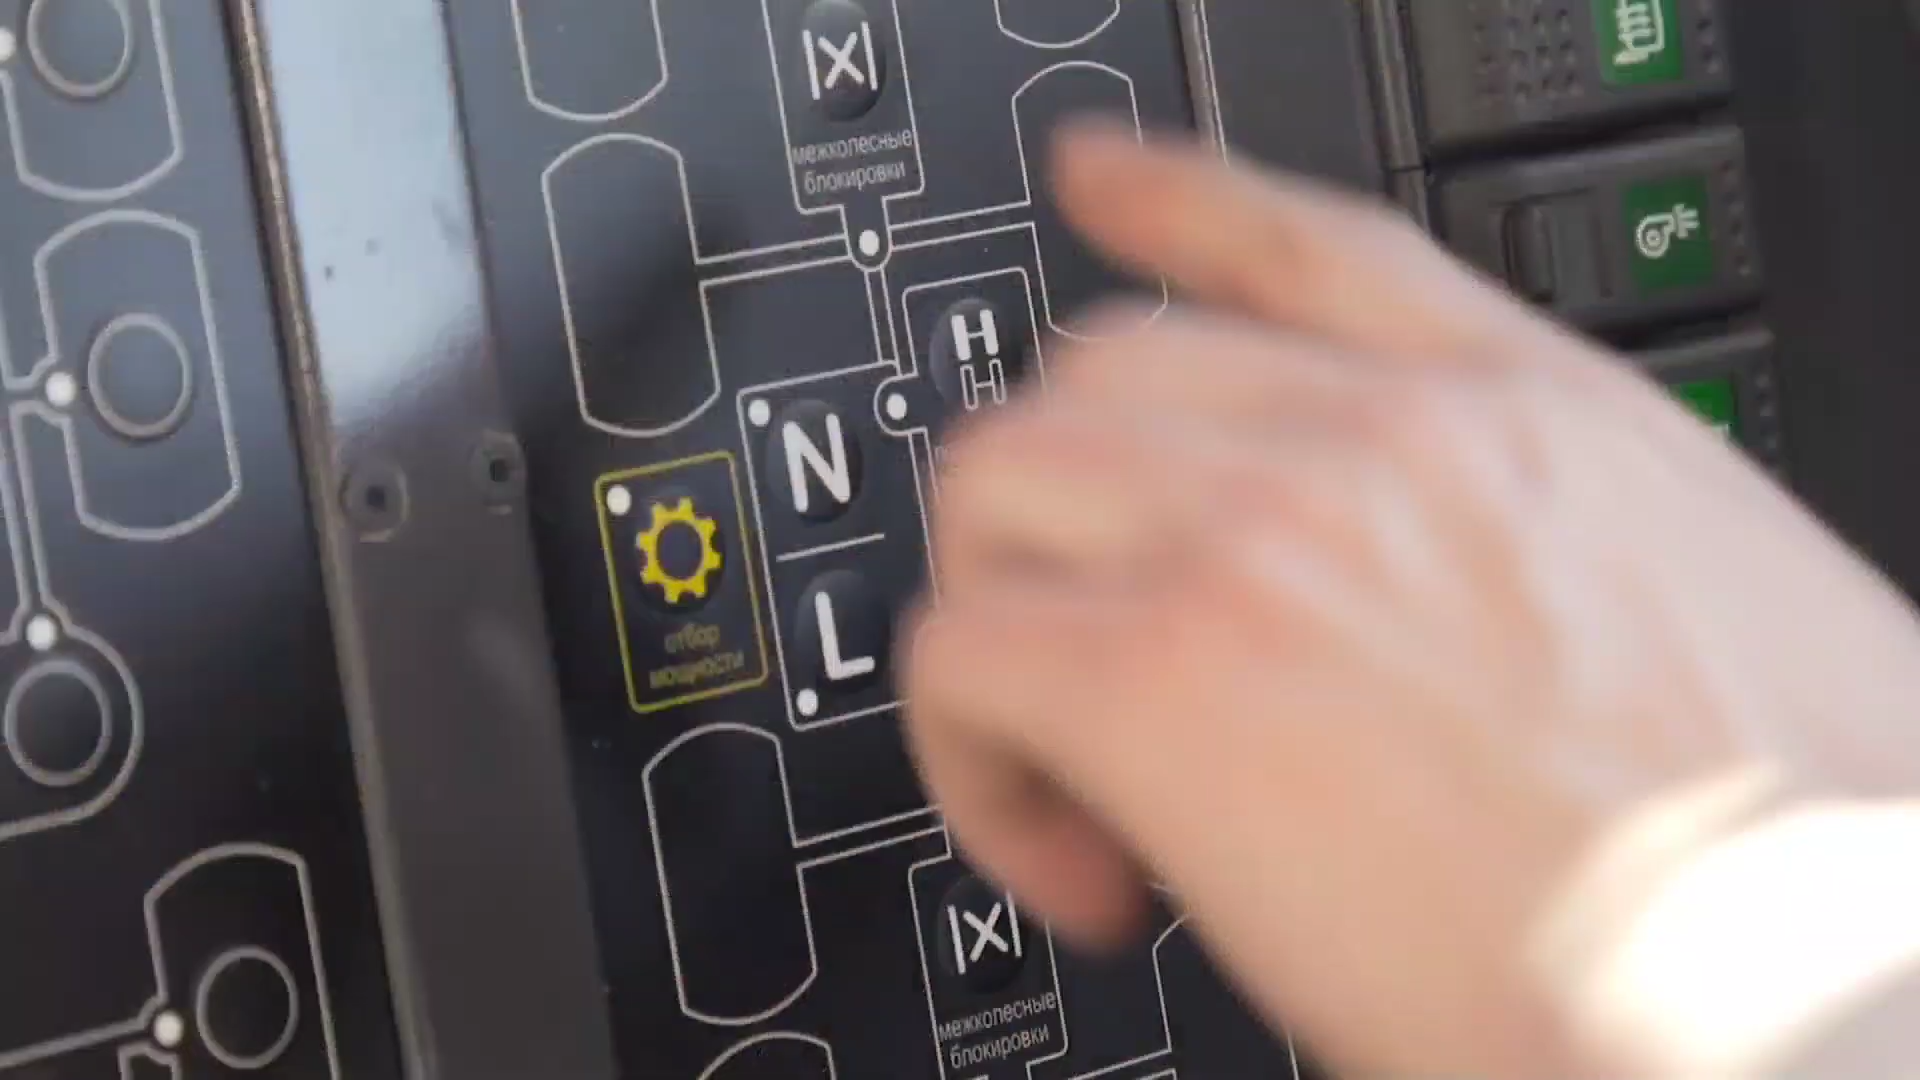 |X|
межколесные
блокировки
H
H
N
L
отбор
мощности
|X|
межколесные
блокировки